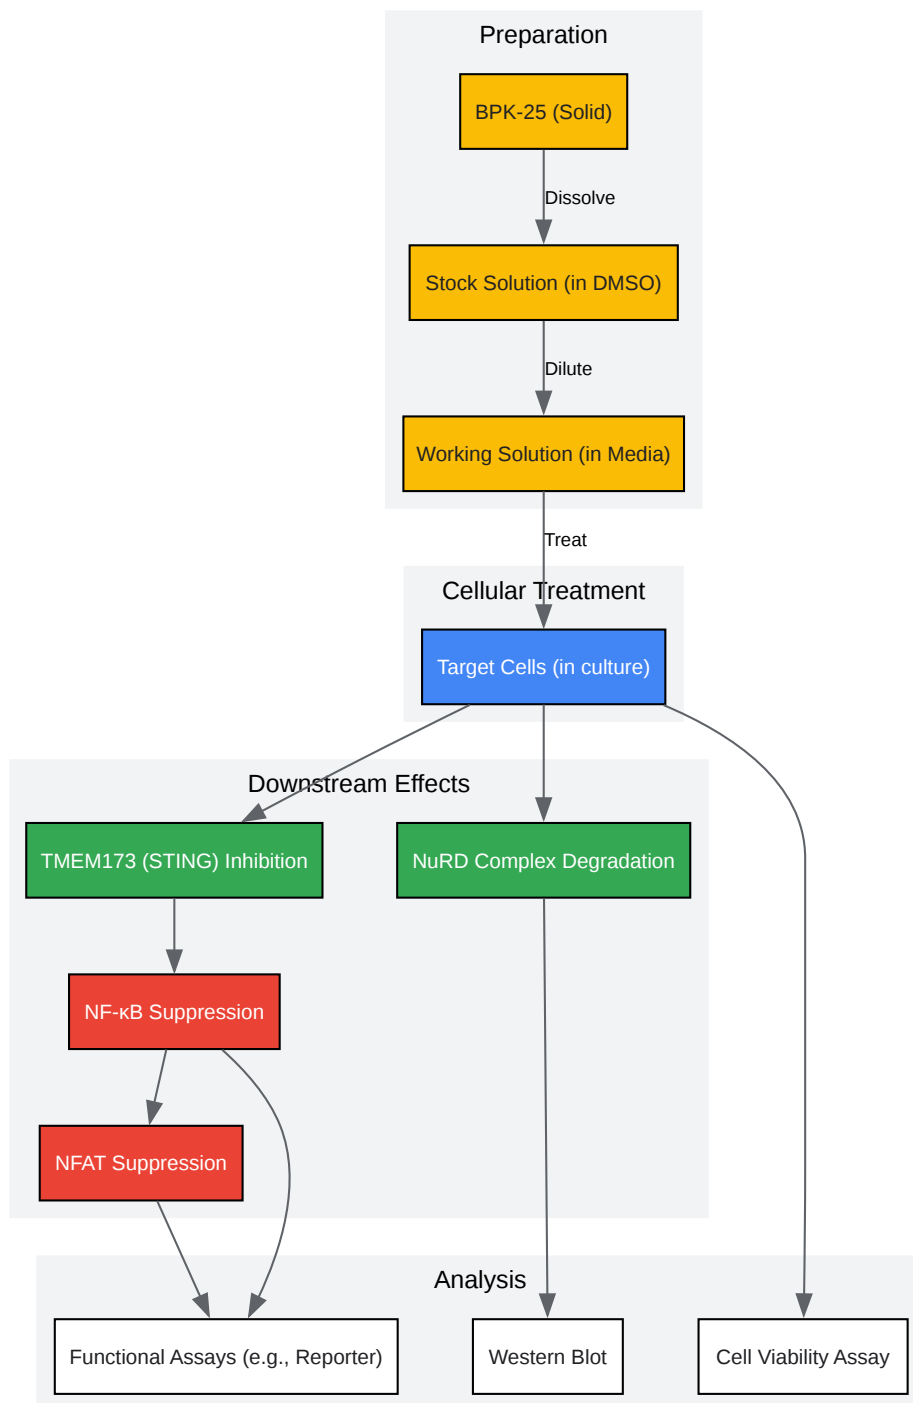 Preparation
BPK-25 (Solid)
Dissolve
Stock Solution (in DMSO)
Dilute
Working Solution (in Media)
Treat
Cellular Treatment
Target Cells (in culture)
Downstream Effects
TMEM173 (STING) Inhibition
NuRD Complex Degradation
NF-κB Suppression
NFAT Suppression
Analysis
Functional Assays (e.g., Reporter)
Western Blot
Cell Viability Assay